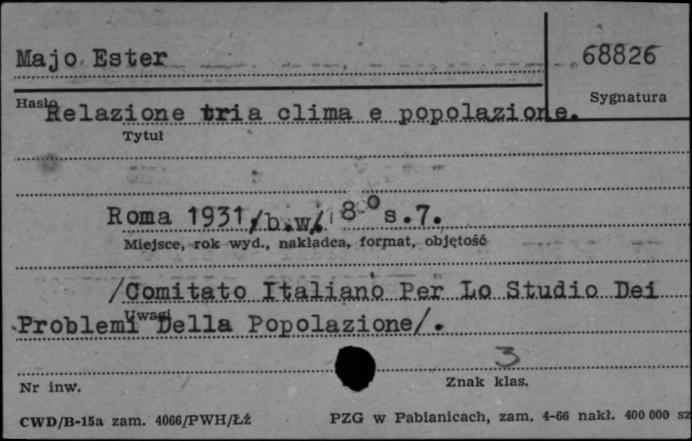 Majo Ester
68826
Hasło
Sygnatura
Relazione tria clima e popolazione.
Tytuł
Roma 1931,/b.w/. 8° s.7.
Miejsce, rok wyd., nakładca, format, objętość
/Comitato Italiano Per Lo Studio Dei
Uwagi
Problemi Della Popolazione/.
3
Nr inw.
Znak klas.
CWD/B-15a zam. 4066/PWH/Łź
PZG w Pabianicach, zam. 4-66 nakł. 400 000 sz